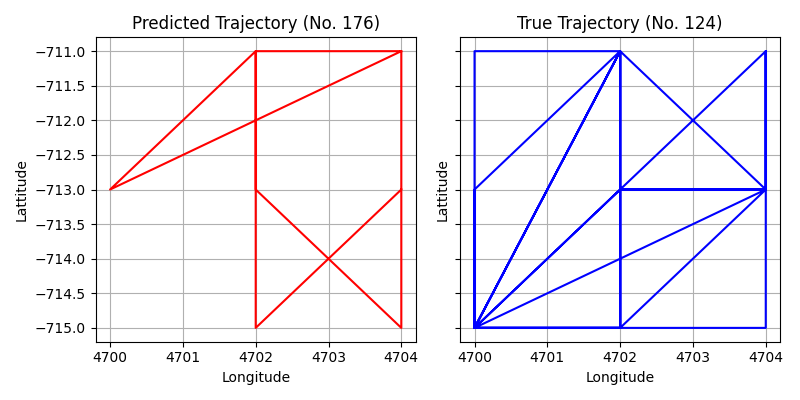 Predicted Trajectory (No. 176)
True Trajectory (No. 124)
Lattitude
−711.0
−711.5
−712.0
−712.5
−713.0
−713.5
−714.0
−714.5
−715.0
4700 4701 4702 4703 4704
Longitude
Lattitude
4700 4701 4702 4703 4704
Longitude